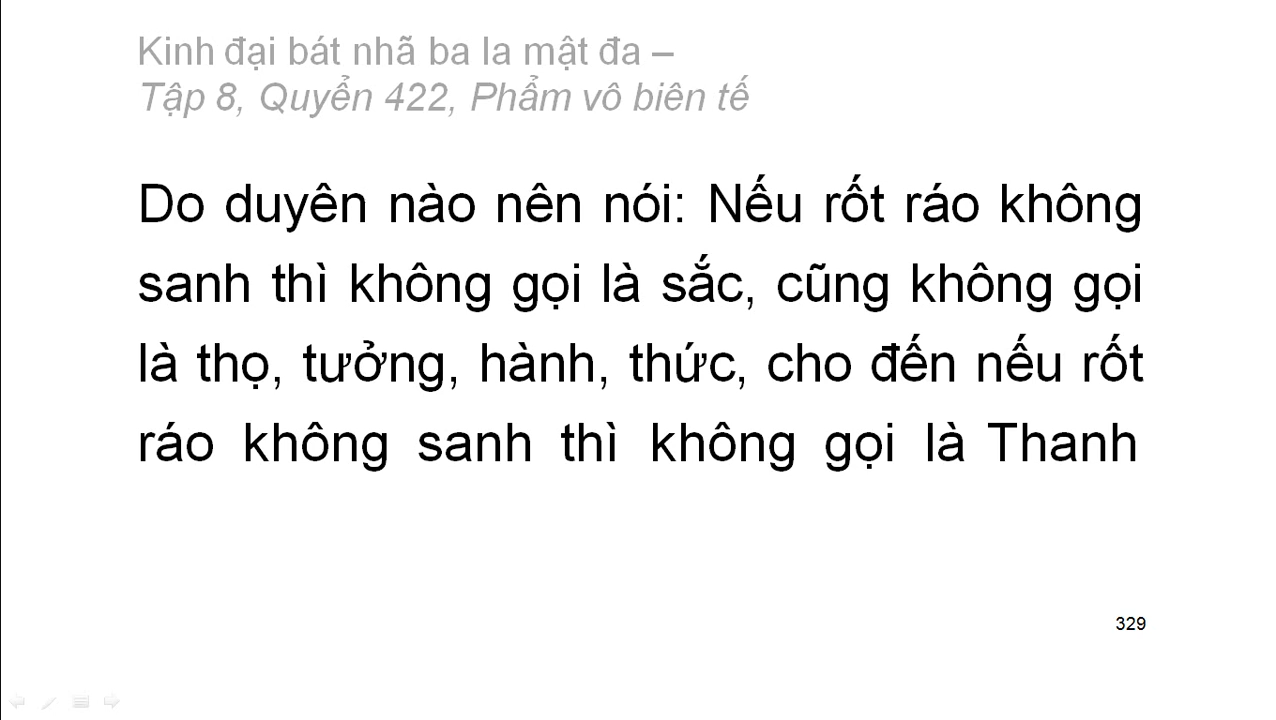 Kinh đại bát nhã ba la mật đa –
Tập 8, Quyển 422, Phẩm vô biên tế
Do duyên nào nên nói: Nếu rốt ráo không
sanh thì không gọi là sắc, cũng không gọi
là thọ, tưởng, hành, thức, cho đến nếu rốt
ráo không sanh thì không gọi là Thanh
329